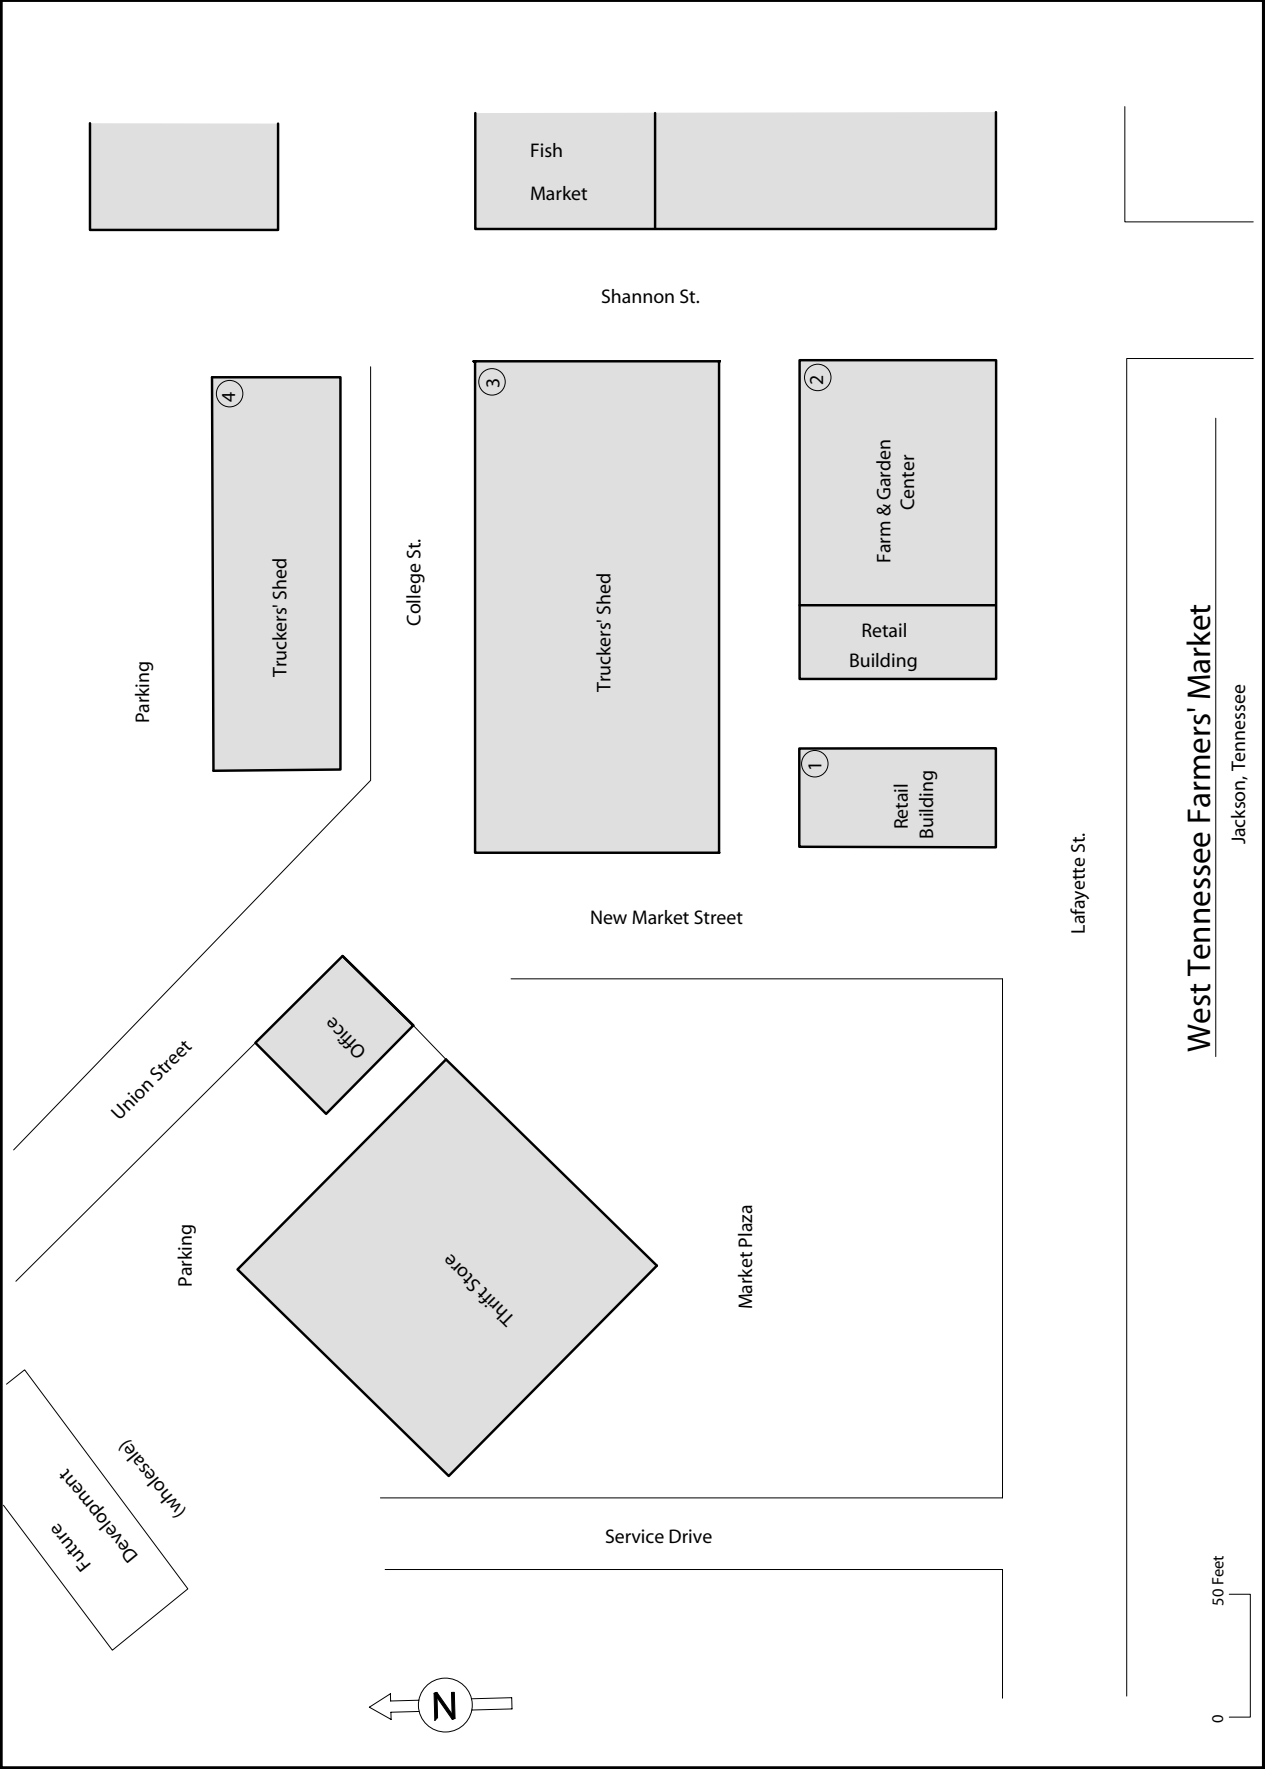 Fish
Market
Shannon St.
4
Truckers' Shed
Parking
College St.
3
Truckers' Shed
2
Farm & Garden
Center
Retail
Building
1
Retail
Building
New Market Street
Lafayette St.
Union Street
Office
Thrift Store
Parking
Market Plaza
Future
Development
(wholesale)
Service Drive
N
West Tennessee Farmers' Market
Jackson, Tennessee
0
50 Feet